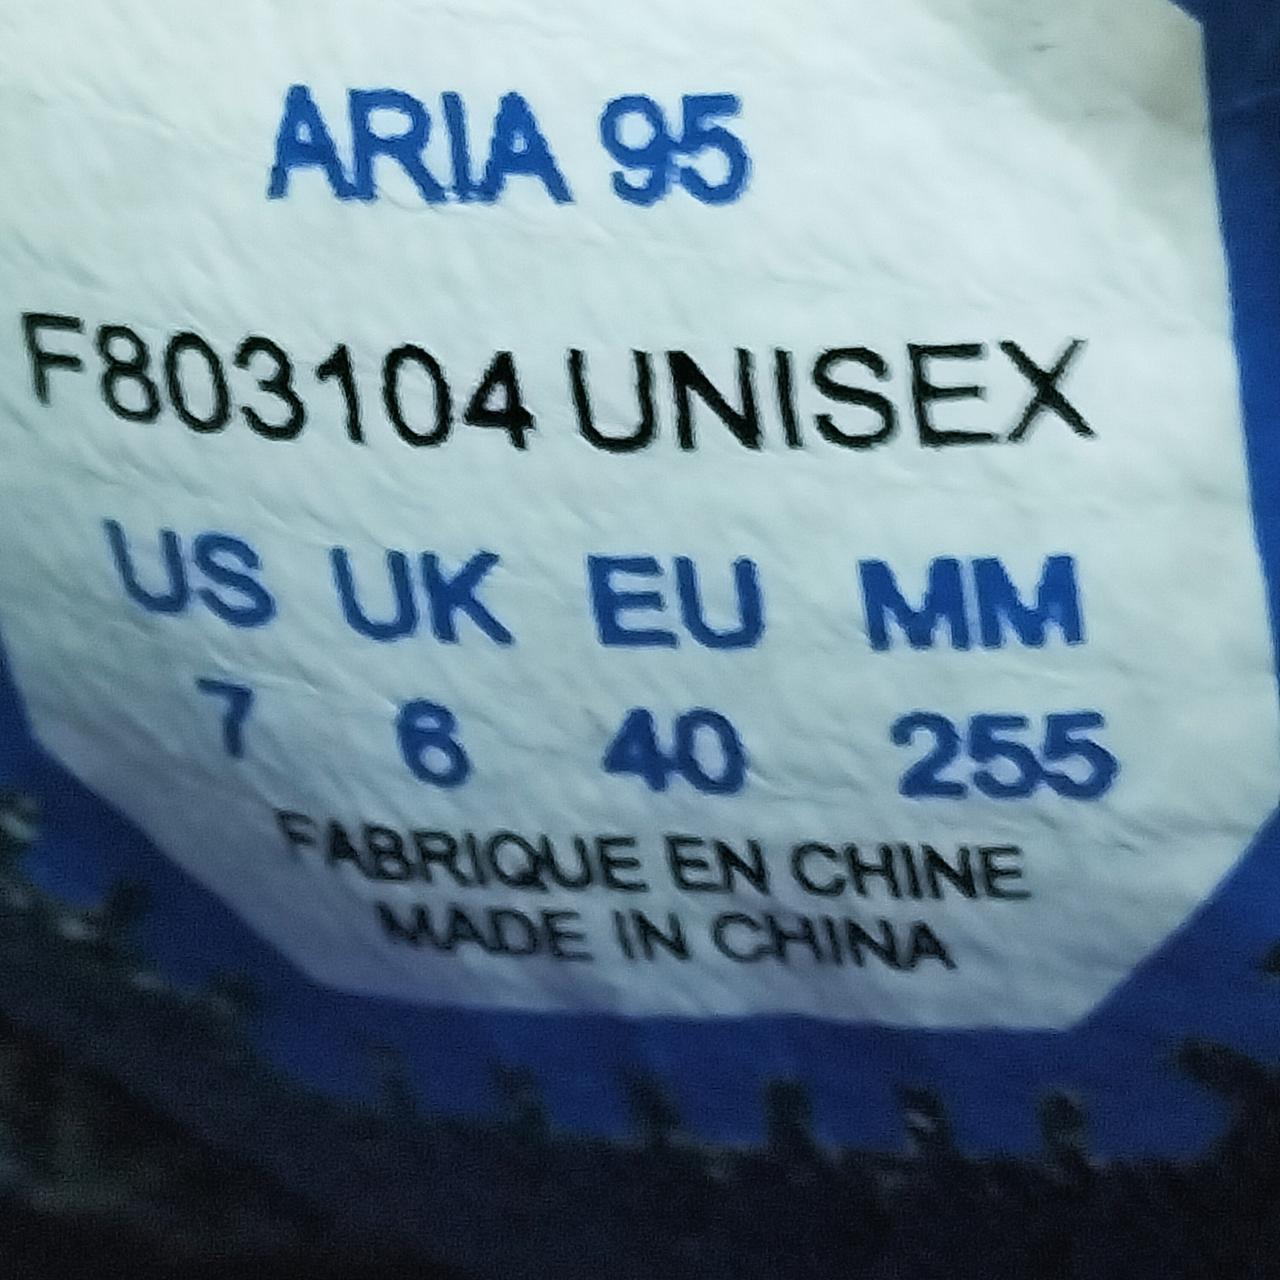 ARIA 95
F803104 UNISEX
US UK EU MM
7 6 40 255
FABRIQUE EN CHINE
MADE IN CHINA